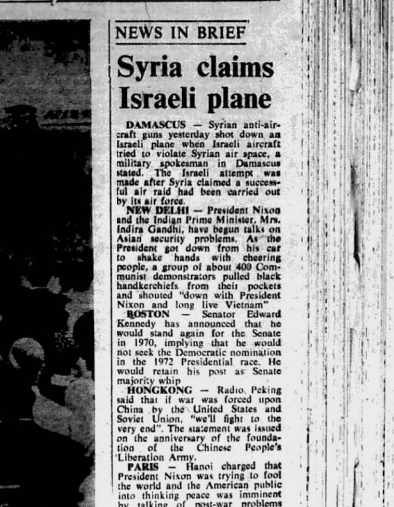 NEWS IN BRIEF
Syria claims
Israeli plane
DAMASCUS — Syrian anti-air-
craft guns yesterday shot down an
Israeli plane when Israeli aircraft
tried to violate Syrian air space, a
military spokesman in Damascus
stated. The Israeli attempt was
made after Syria claimed a success-
ful air raid had been carried out
by its air force.
NEW DELHI — President Nixon
and the Indian Prime Minister, Mrs.
Indira Gandhi, have begun talks on
Asian security problems. As the
President got down from his car
to shake hands with cheering
people, a group of about 400 Com-
munist demonstrators pulled black
handkerchiefs from their pockets
and shouted "down with President
Nixon and long live Vietnam"
BOSTON — Senator Edward
Kennedy has announced that he
would stand again for the Senate
in 1970, implying that he would
not seek the Democratic nomination
in the 1972 Presidential race. He
would retain his post as Senate
majority whip
HONGKONG — Radio Peking
said that if war was forced upon
China by the United States and
Soviet Union, "we'll fight to the
very end". The statement was issued
on the anniversary of the founda-
tion of the Chinese People's
Liberation Army.
PARIS — Hanoi charged that
President Nixon was trying to fool
the world and the American public
into thinking peace was imminent
by talking of post-war problems